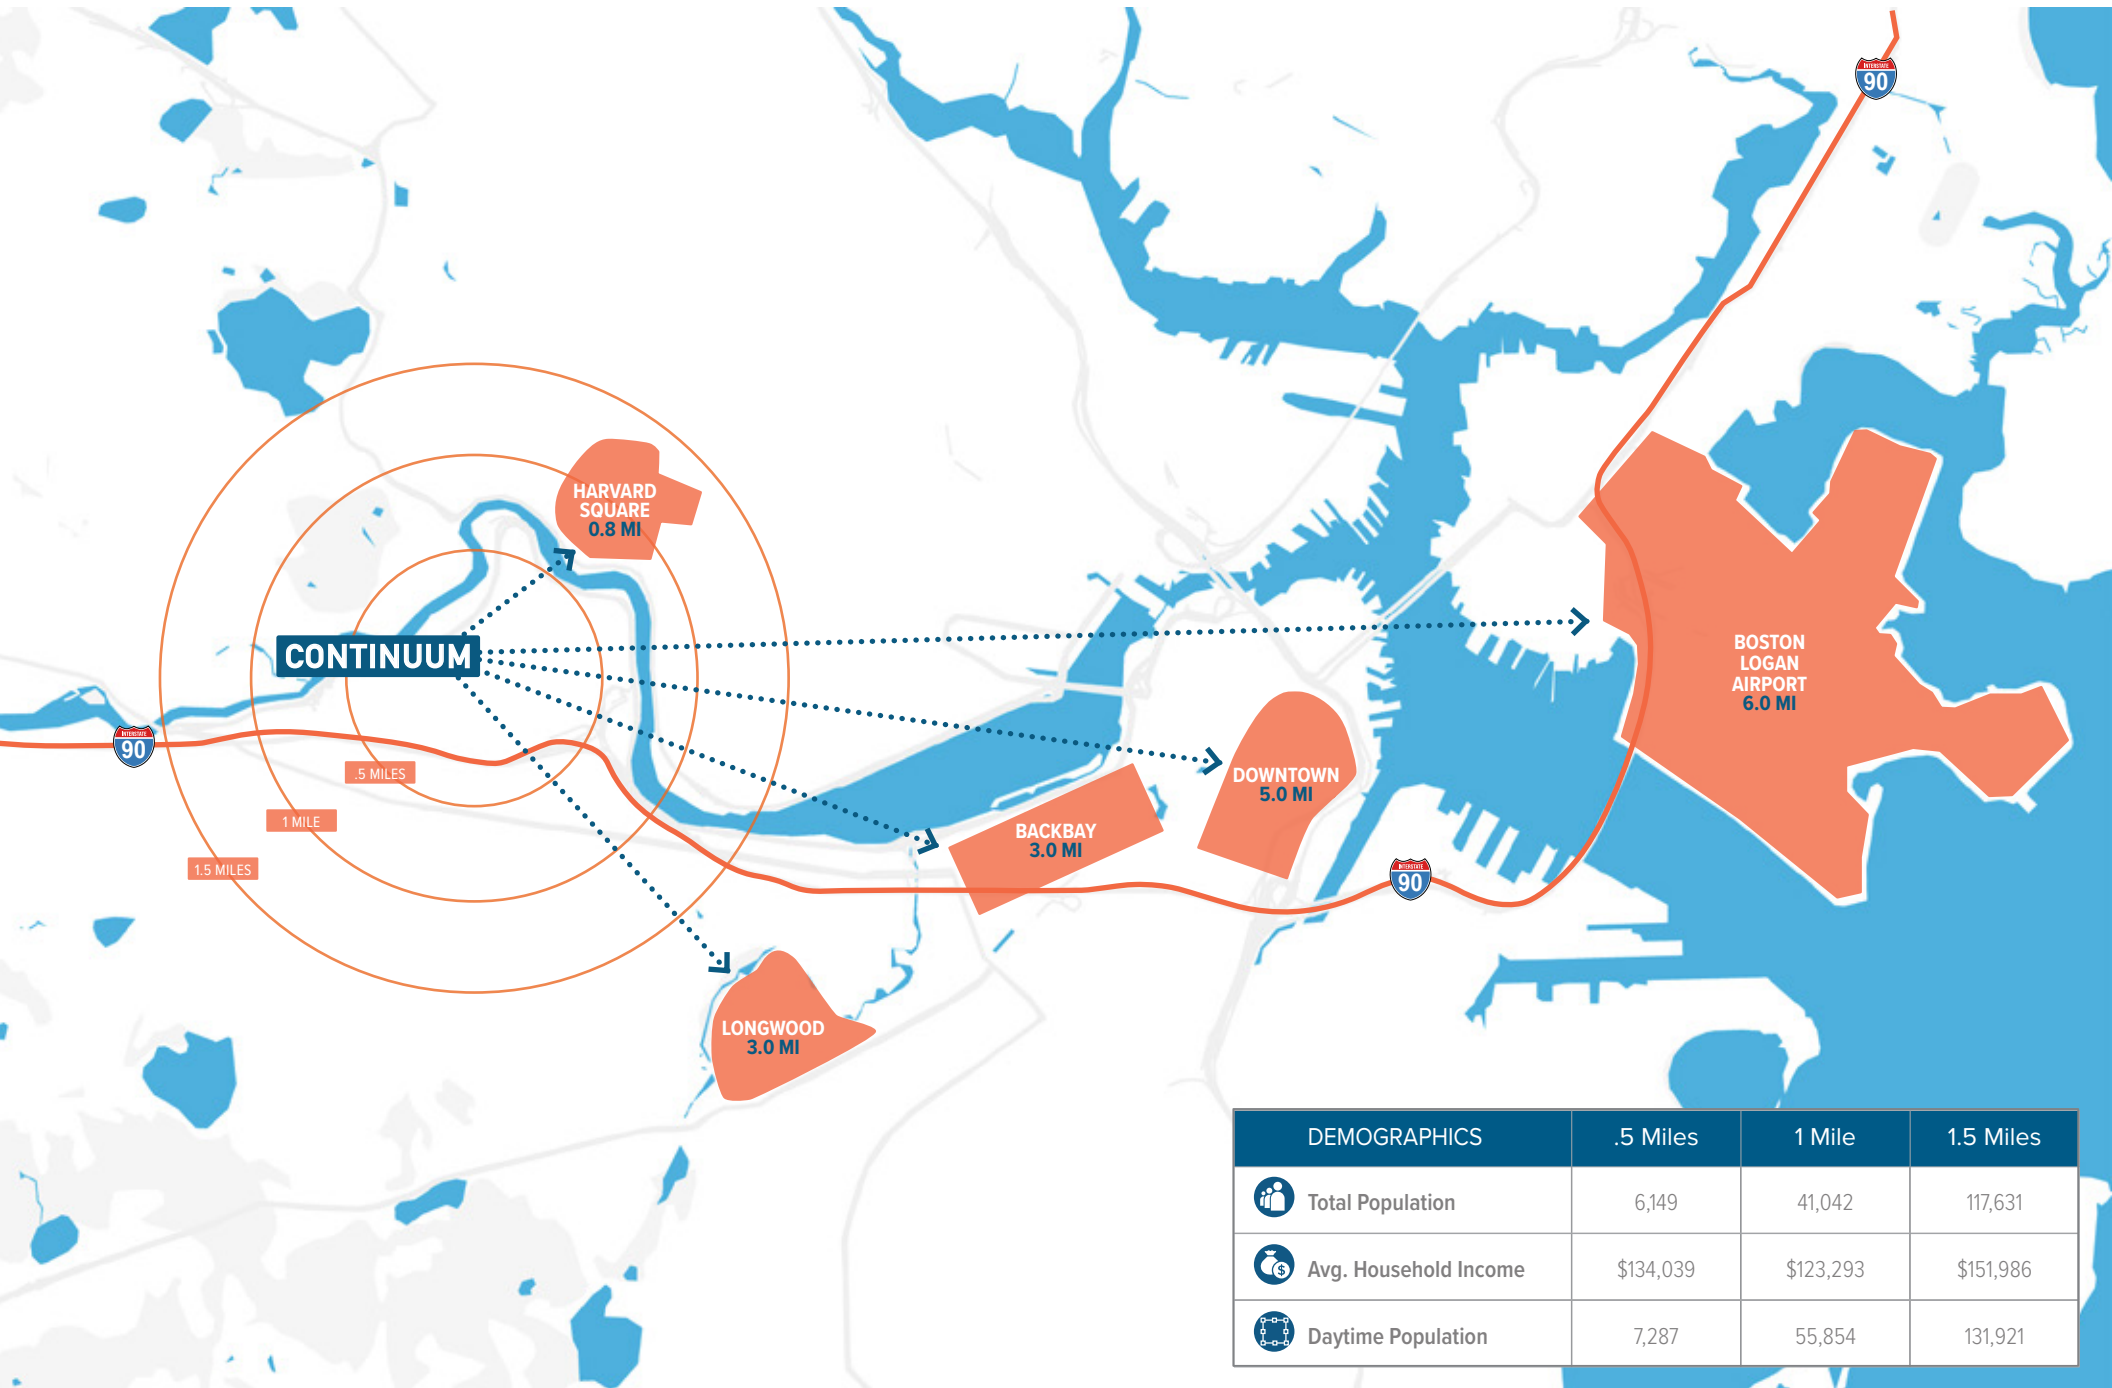 INTERSTATE
90
HARVARD
SQUARE
0.8 MI
CONTINUUM
BOSTON
LOGAN
AIRPORT
6.0 MI
INTERSTATE
90
.5 MILES
1 MILE
1.5 MILES
DOWNTOWN
5.0 MI
BACKBAY
3.0 MI
INTERSTATE
90
LONGWOOD
3.0 MI
DEMOGRAPHICS .5 Miles 1 Mile 1.5 Miles
Total Population 6,149 41,042 117,631
$ Avg. Household Income $134,039 $123,293 $151,986
Daytime Population 7,287 55,854 131,921